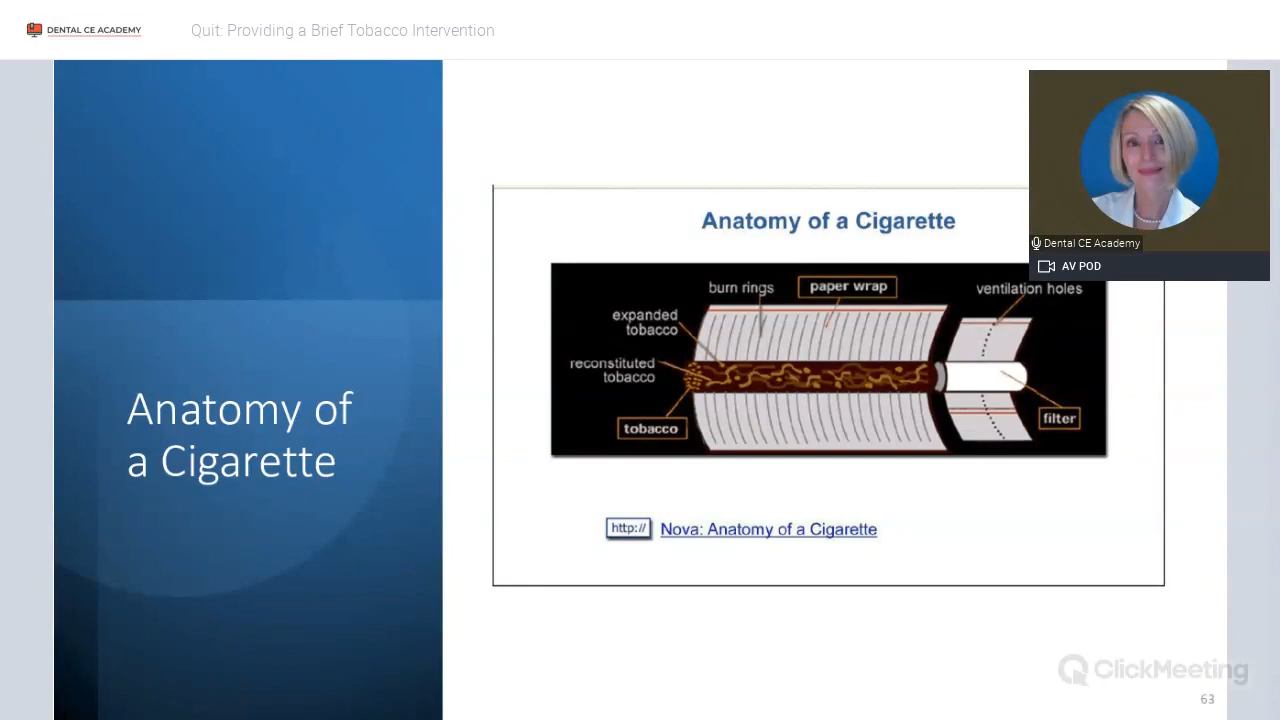 DENTAL CE ACADEMY
Quit: Providing a Brief Tobacco Intervention
Anatomy of
a Cigarette
Anatomy of a Cigarette
burn rings
paper wrap
ventilation holes
expanded
tobacco
reconstituted
tobacco
tobacco
filter
http://
Nova: Anatomy of a Cigarette
Dental CE Academy
AV POD
ClickMeeting
63